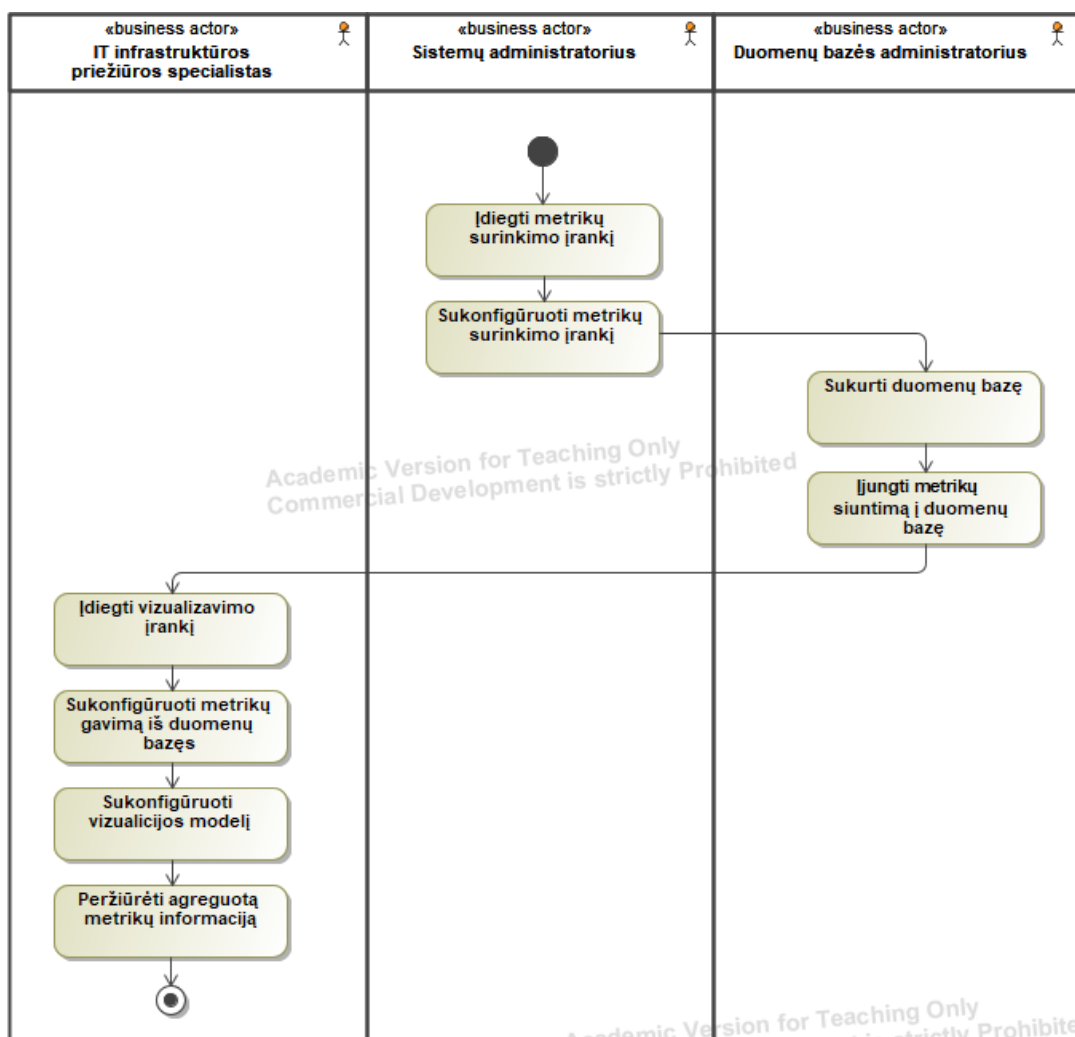 «business actor»
IT infrastruktūros
priežiūros specialistas
«business actor»
Sistemų administratorius
«business actor»
Duomenų bazės administratorius
Įdiegti metrikų
surinkimo įrankį
Sukonfigūruoti metrikų
surinkimo įrankį
Sukurti duomenų bazę
Academic Version for Teaching Only
Commercial Development is strictly Prohibited
Įjungti metrikų
siuntimą į duomenų
bazę
Įdiegti vizualizavimo
įrankį
Sukonfigūruoti metrikų
gavimą iš duomenų
bazęs
Sukonfigūruoti
vizualicijos modelį
Peržiūrėti agreguotą
metrikų informaciją
Academic Version for Teaching Only
strictly Prohibite